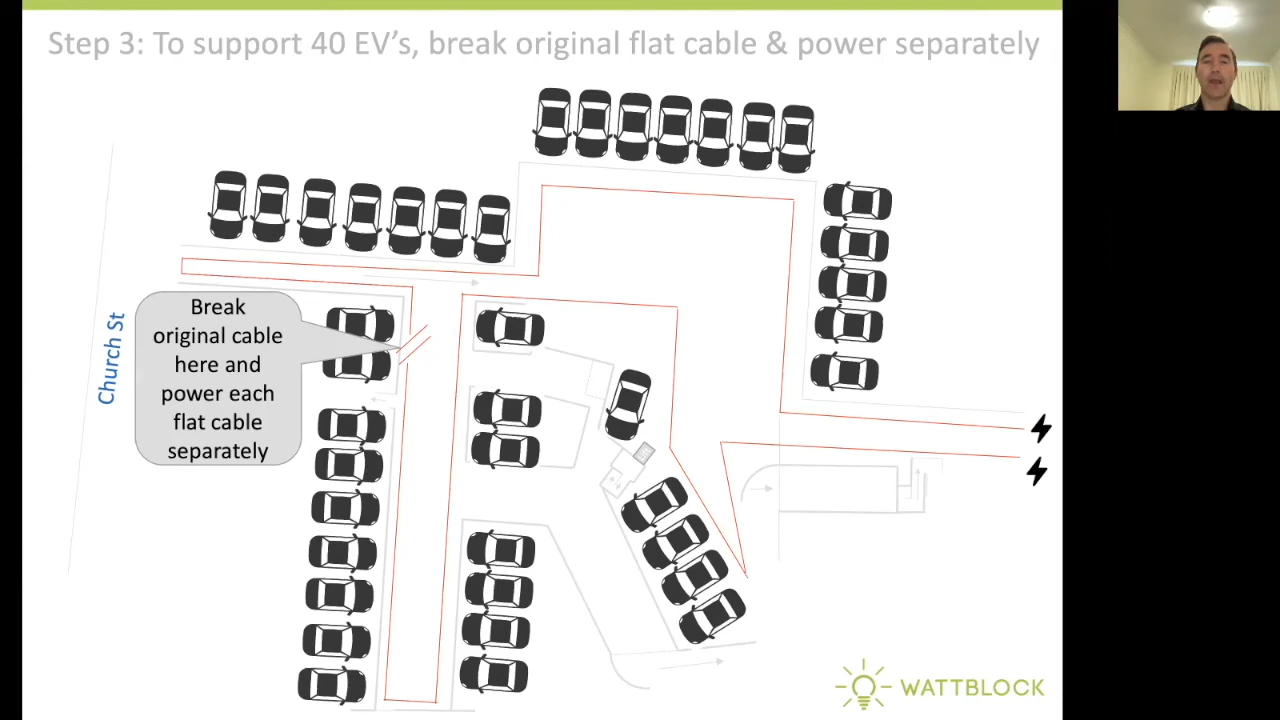 Step 3: To support 40 EV’s, break original flat cable & power separately
Break
original cable
here and
power each
flat cable
separately
Church St
WATTBLOCK